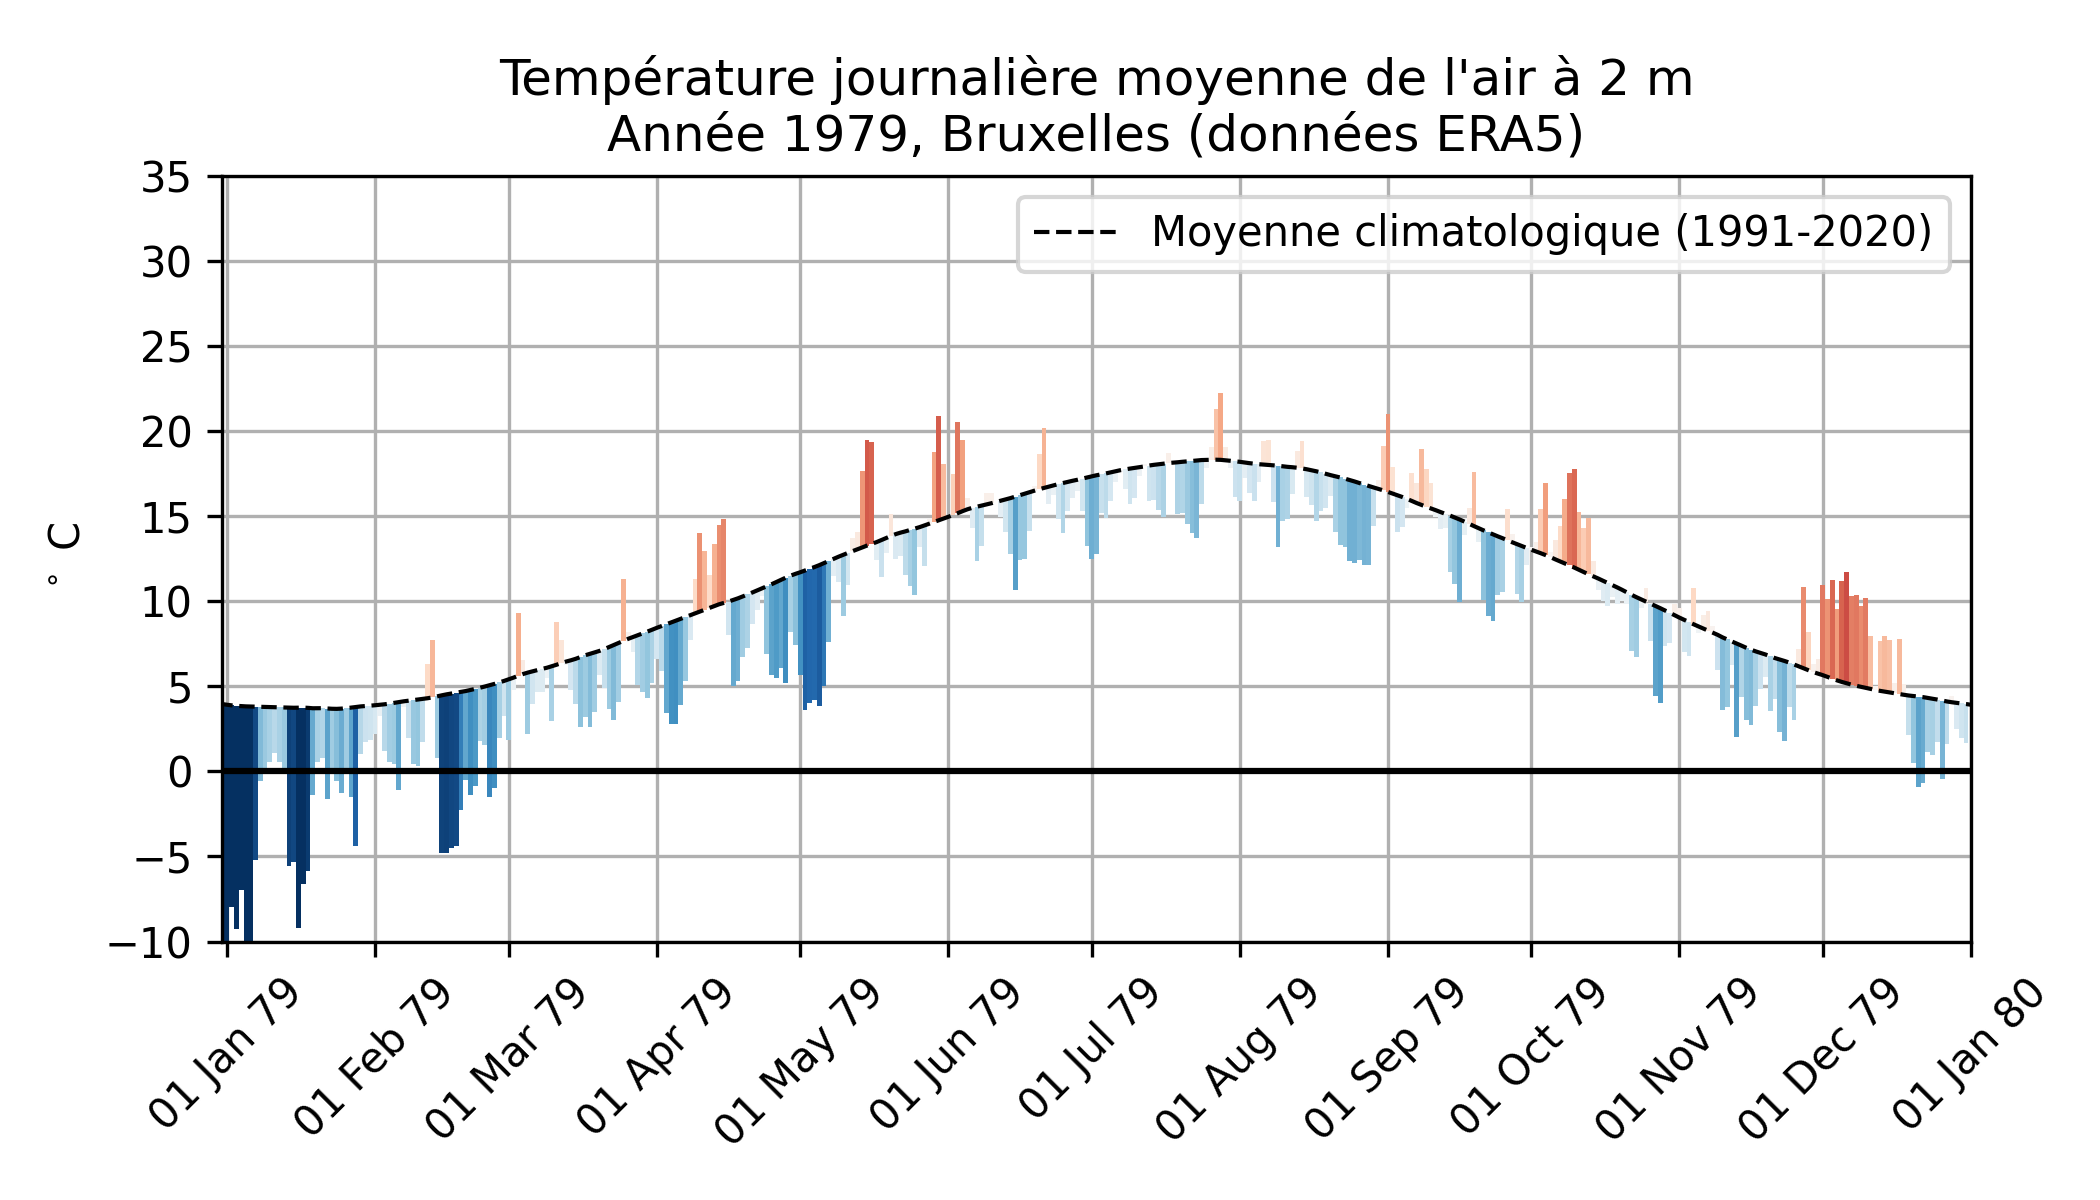 Température journalière moyenne de l'air à 2 m
Année 1979, Bruxelles (données ERA5)
35
30
25
20
15
10
5
0
−5
−10
° C
Moyenne climatologique (1991-2020)
01 Jan 79
01 Feb 79
01 Mar 79
01 Apr 79
01 May 79
01 Jun 79
01 Jul 79
01 Aug 79
01 Sep 79
01 Oct 79
01 Nov 79
01 Dec 79
01 Jan 80